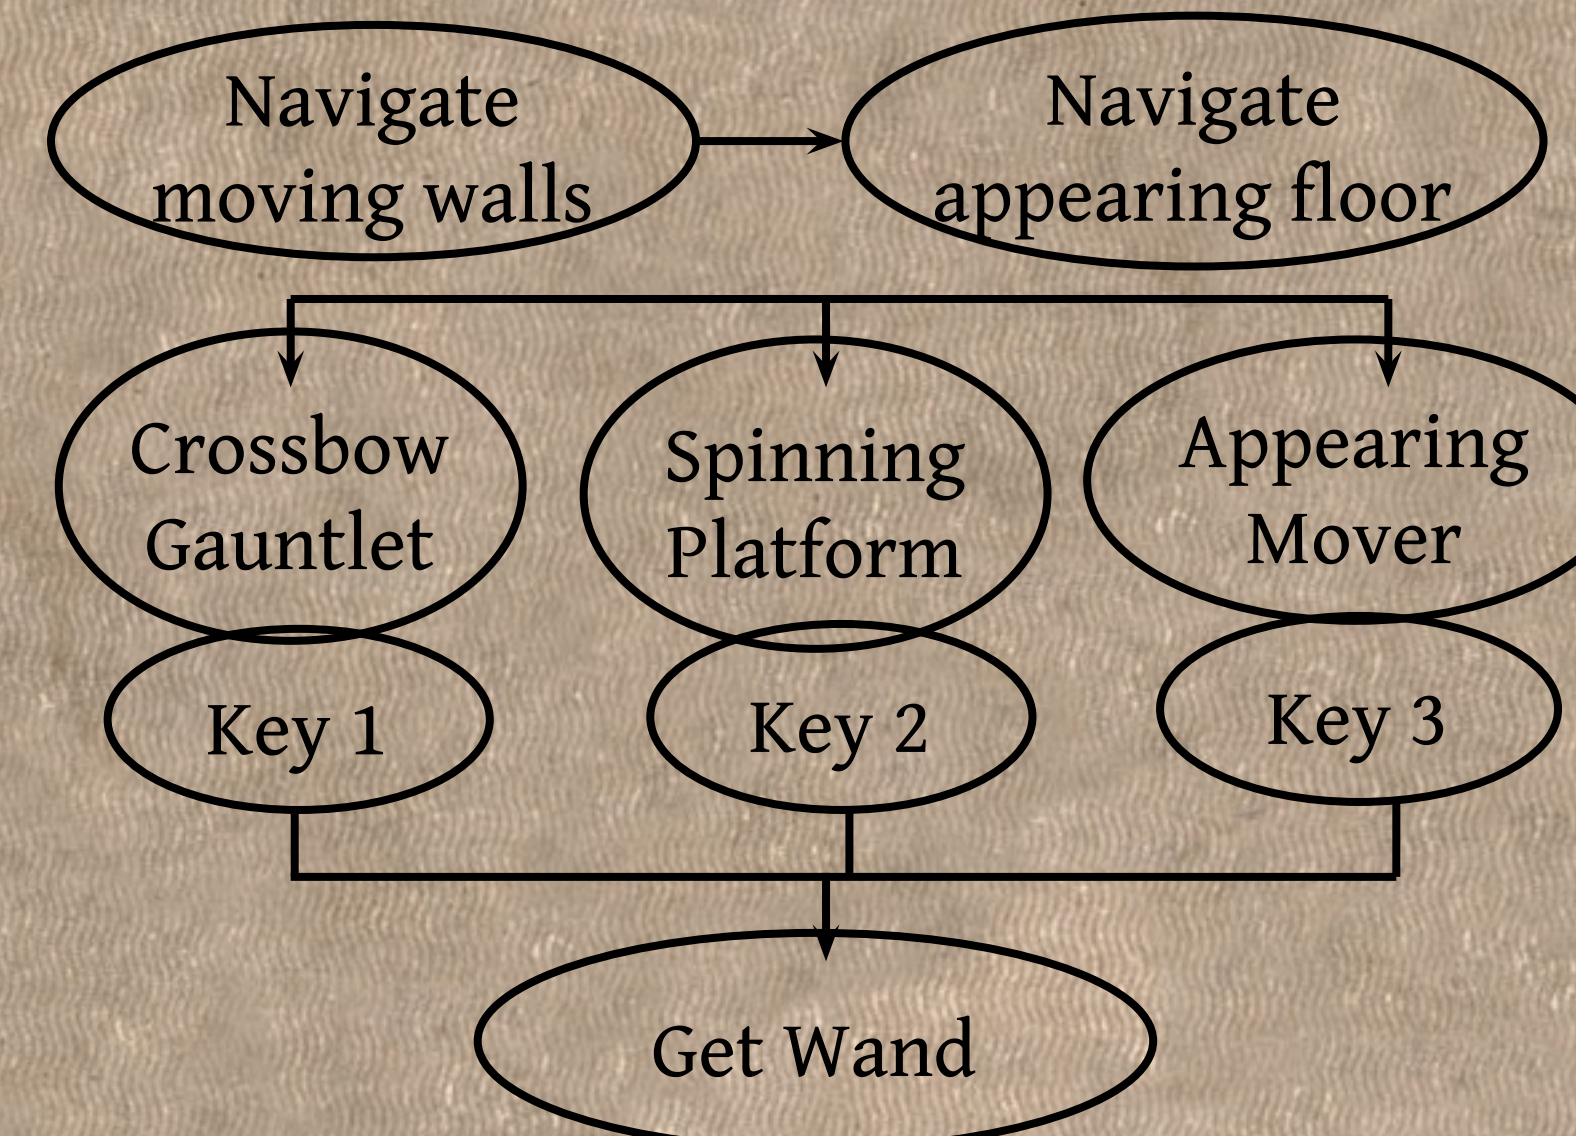 Navigate
moving walls
Navigate
appearing floor
Crossbow
Gauntlet
Spinning
Platform
Appearing
Mover
Key 1
Key 2
Key 3
Get Wand